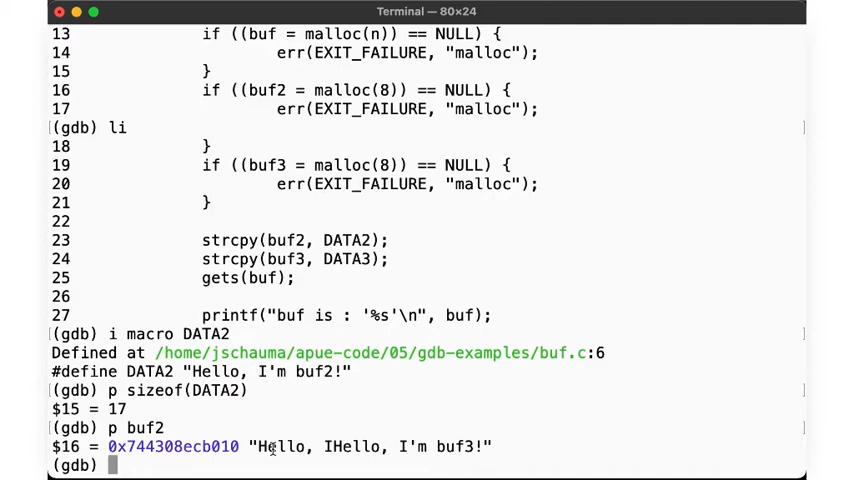 Terminal — 80×24
13              if ((buf = malloc(n)) == NULL) {
14                      err(EXIT_FAILURE, "malloc");
15              }
16              if ((buf2 = malloc(8)) == NULL) {
17                      err(EXIT_FAILURE, "malloc");
(gdb) li
18              }
19              if ((buf3 = malloc(8)) == NULL) {
20                      err(EXIT_FAILURE, "malloc");
21              }
22
23              strcpy(buf2, DATA2);
24              strcpy(buf3, DATA3);
25              gets(buf);
26
27              printf("buf is : '%s'\n", buf);
(gdb) i macro DATA2
Defined at /home/jschauma/apue-code/05/gdb-examples/buf.c:6
#define DATA2 "Hello, I'm buf2!"
(gdb) p sizeof(DATA2)
$15 = 17
(gdb) p buf2
$16 = 0x744308ecb010 "Hello, IHello, I'm buf3!"
(gdb)